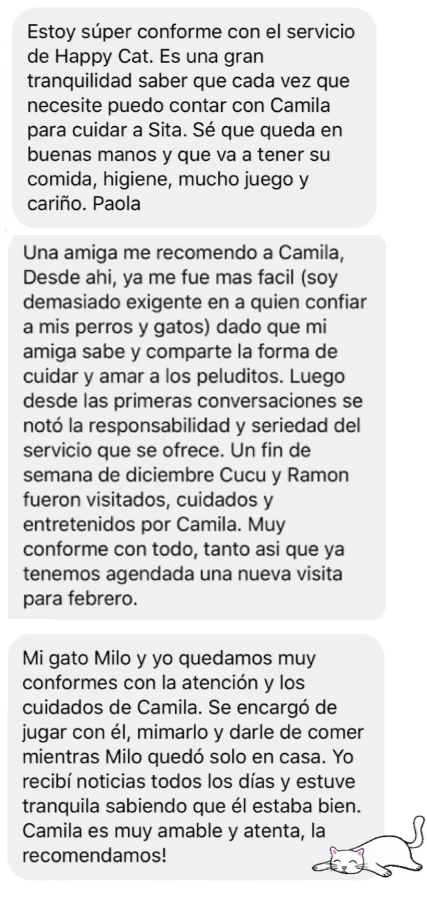 Estoy súper conforme con el servicio
de Happy Cat. Es una gran
tranquilidad saber que cada vez que
necesite puedo contar con Camila
para cuidar a Sita. Sé que queda en
buenas manos y que va a tener su
comida, higiene, mucho juego y
cariño. Paola
Una amiga me recomendo a Camila,
Desde ahi, ya me fue mas facil (soy
demasiado exigente en a quien confiar
a mis perros y gatos) dado que mi
amiga sabe y comparte la forma de
cuidar y amar a los peluditos. Luego
desde las primeras conversaciones se
notó la responsabilidad y seriedad del
servicio que se ofrece. Un fin de
semana de diciembre Cucu y Ramon
fueron visitados, cuidados y
entretenidos por Camila. Muy
conforme con todo, tanto asi que ya
tenemos agendada una nueva visita
para febrero.
Mi gato Milo y yo quedamos muy
conformes con la atención y los
cuidados de Camila. Se encargó de
jugar con él, mimarlo y darle de comer
mientras Milo quedó solo en casa. Yo
recibí noticias todos los días y estuve
tranquila sabiendo que él estaba bien.
Camila es muy amable y atenta, la
recomendamos!